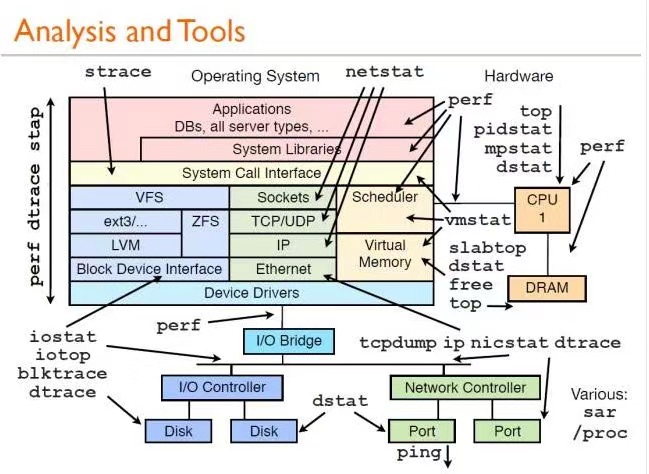 Analysis and Tools
strace
Operating System
netstat
Hardware
perf dtrace stap
Applications
DBs, all server types, ...
System Libraries
System Call Interface
VFS
Sockets
Scheduler
ext3/...
ZFS
TCP/UDP
LVM
IP
Virtual
Memory
Block Device Interface
Ethernet
Device Drivers
perf
top
pidstat
mpstat
dstat
perf
CPU
1
vmstat
slabtop
dstat
free
top
DRAM
iostat
iotop
blktrace
dtrace
perf
I/O Bridge
tcpdump ip nicstat dtrace
I/O Controller
Network Controller
Disk
Disk
dstat
Port
Port
ping
Various:
sar
/proc